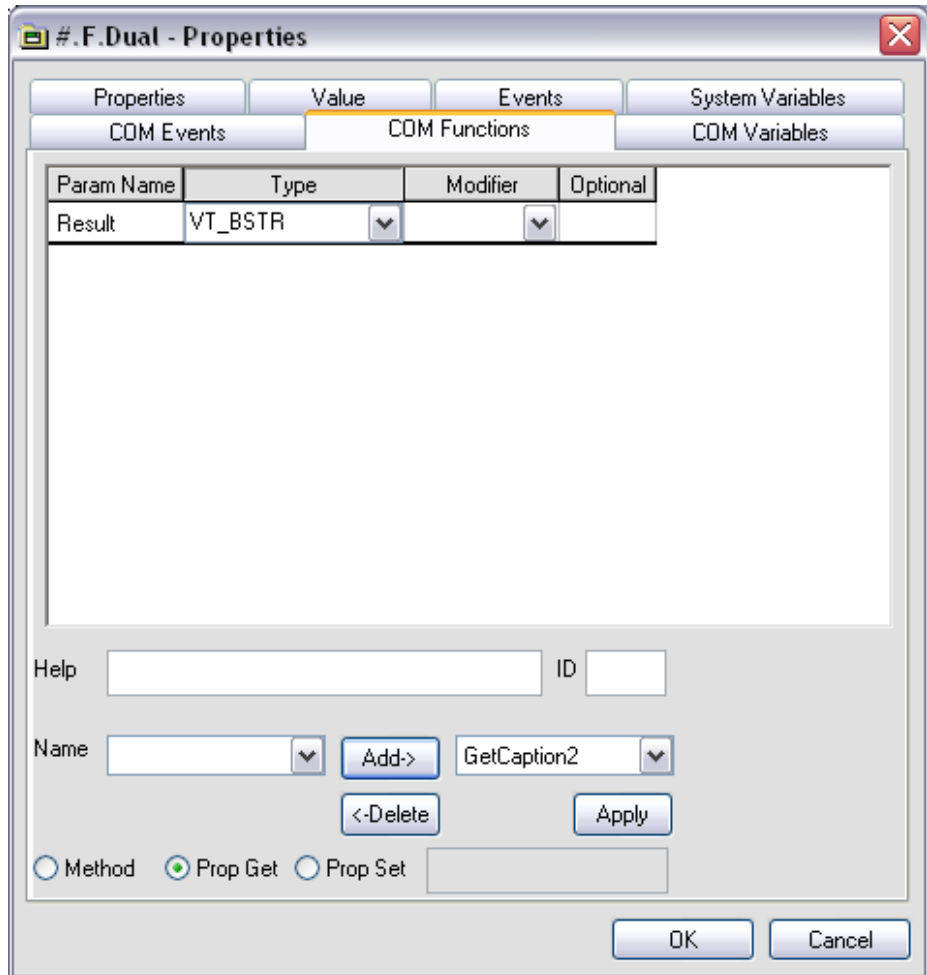 #.F.Dual - Properties
Properties Value Events System Variables
COM Events COM Functions COM Variables
Param Name Type Modifier Optional
Result VT_BSTR
Help ID
Name Add-> GetCaption2
<-Delete Apply
Method Prop Get Prop Set
OK Cancel